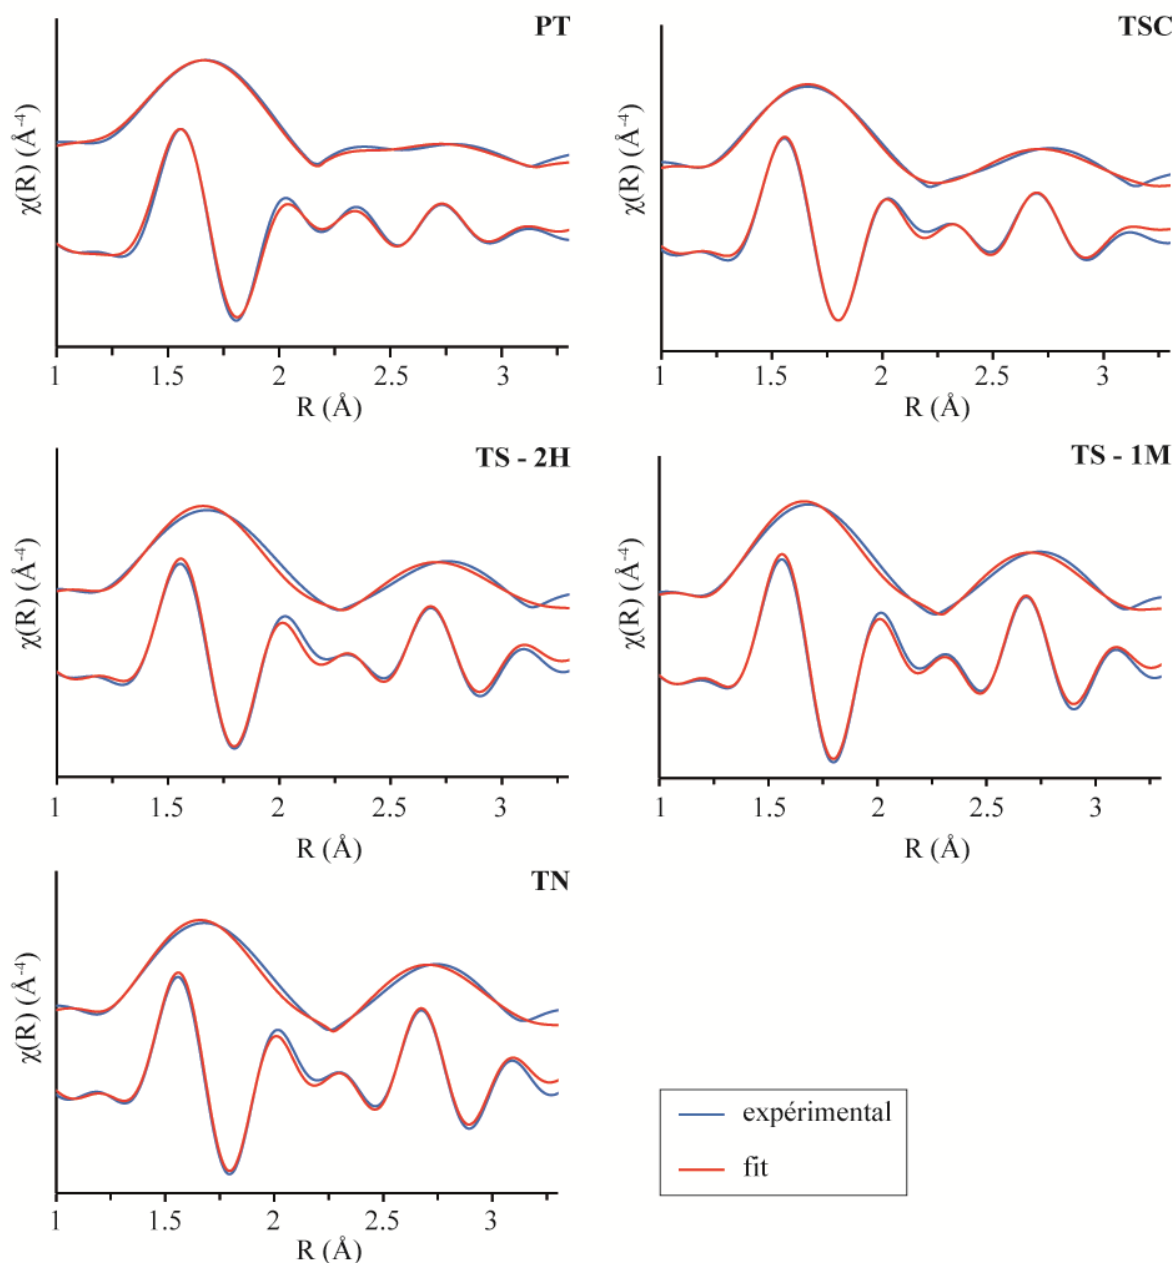 PT
χ(R) (Å⁻⁴)
1 1.5 2 2.5 3
R (Å)
TSC
χ(R) (Å⁻⁴)
1 1.5 2 2.5 3
R (Å)
TS - 2H
χ(R) (Å⁻⁴)
1 1.5 2 2.5 3
R (Å)
TS - 1M
χ(R) (Å⁻⁴)
1 1.5 2 2.5 3
R (Å)
TN
χ(R) (Å⁻⁴)
1 1.5 2 2.5 3
R (Å)
expérimental
fit